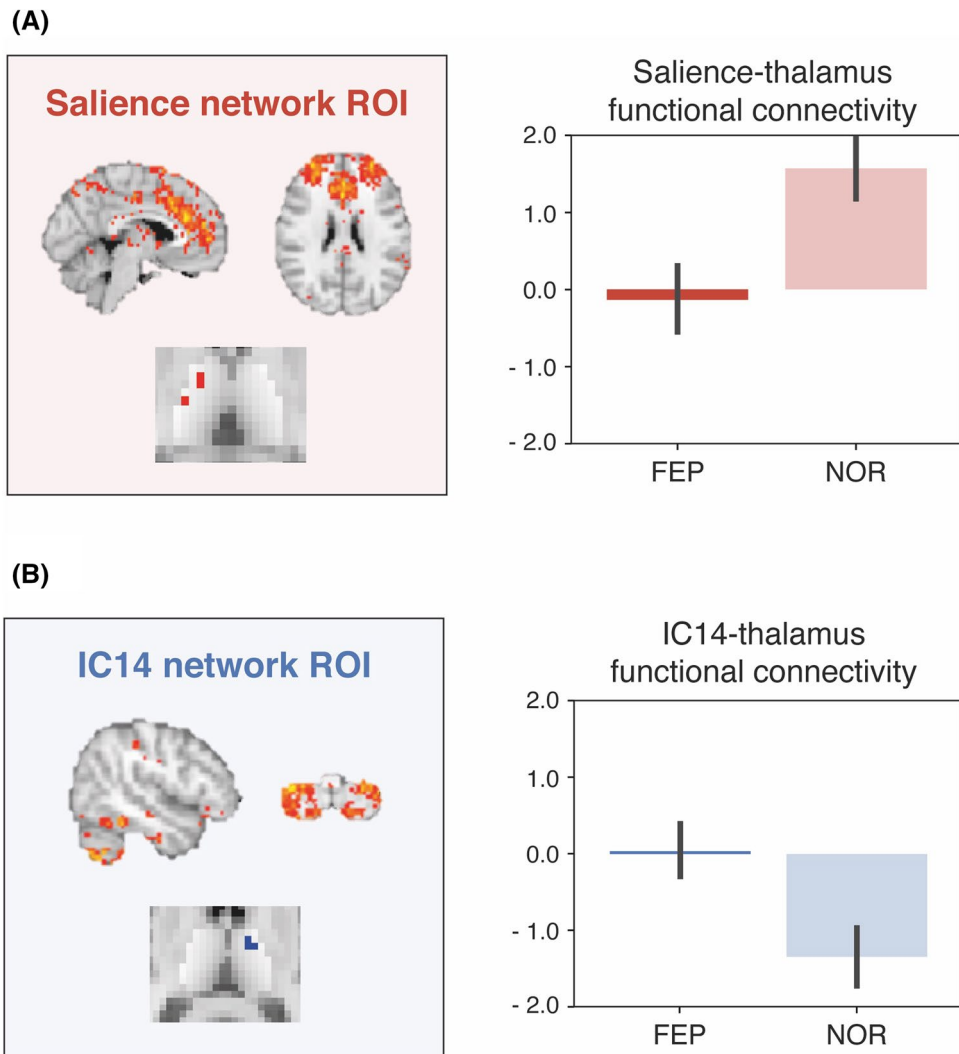 (A)
Salience network ROI
Salience-thalamus
functional connectivity
2.0
1.0
0.0
- 1.0
- 2.0
FEP
NOR
(B)
IC14 network ROI
IC14-thalamus
functional connectivity
2.0
1.0
0.0
- 1.0
- 2.0
FEP
NOR